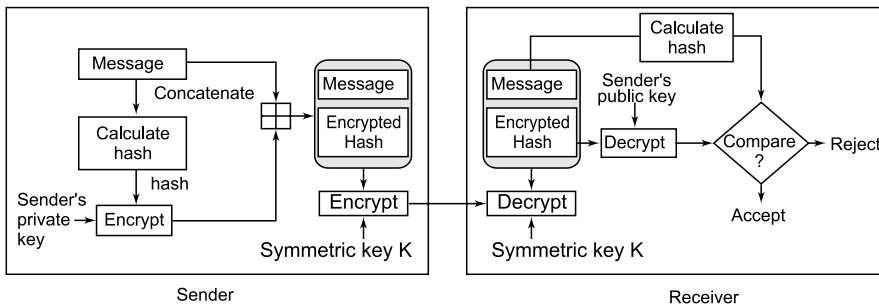 Message
Concatenate
Calculate
hash
hash
Sender's
private
key
Encrypt
Message
Encrypted
Hash
Encrypt
Symmetric key K
Sender
Calculate
hash
Message
Encrypted
Hash
Sender's
public key
Decrypt
Compare
?
Reject
Accept
Decrypt
Symmetric key K
Receiver